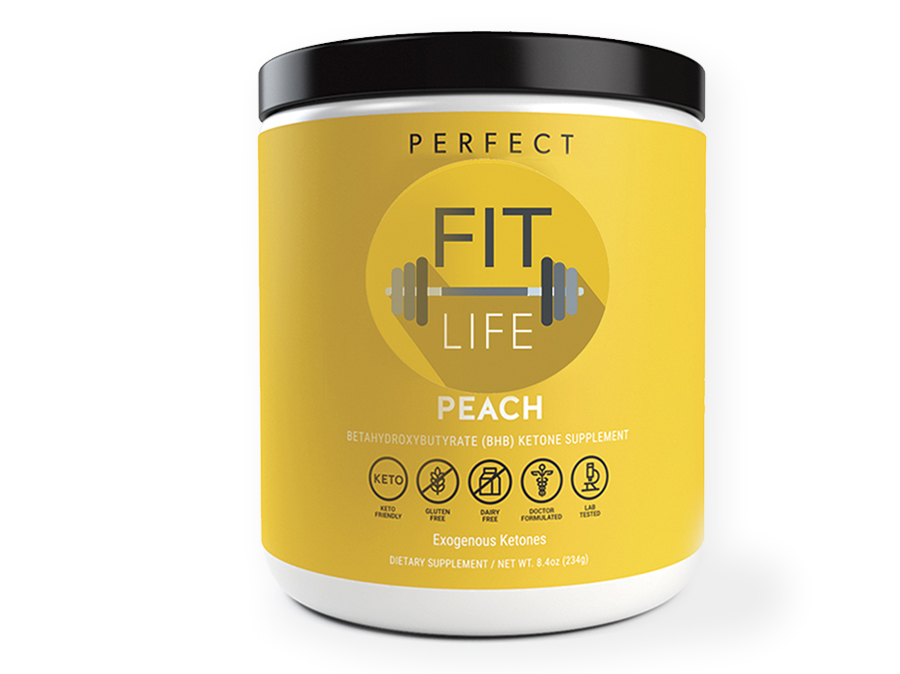 PERFECT
FIT
LIFE
PEACH
BETAHYDROXYBUTYRATE (BHB) KETONE SUPPLEMENT
KETO
KETO FRIENDLY
GLUTEN FREE
DAIRY FREE
DOCTOR FORMULATED
LAB TESTED
Exogenous Ketones
DIETARY SUPPLEMENT / NET WT. 8.4oz (234g)